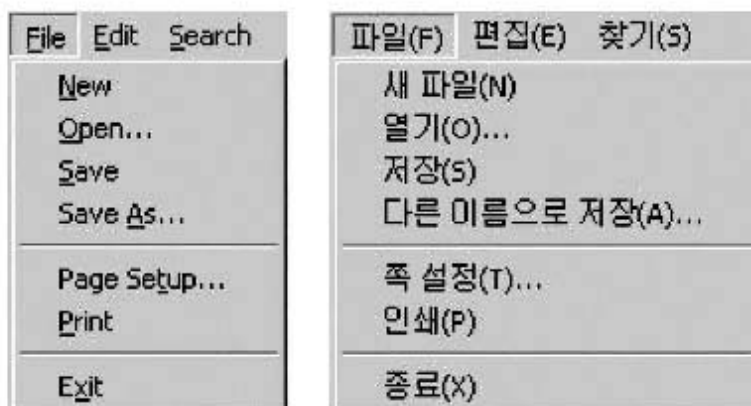 File Edit Search
New
Open...
Save
Save As...
Page Setup...
Print
Exit
파일(F) 편집(E) 찾기(S)
새 파일(N)
열기(O)...
저장(S)
다른 이름으로 저장(A)...
쪽 설정(T)...
인쇄(P)
종료(X)